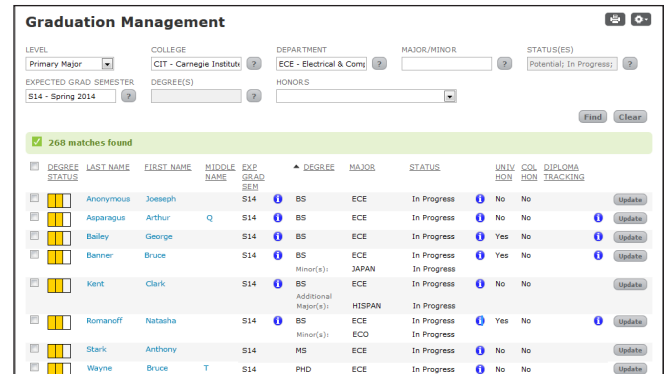 Graduation Management
LEVEL COLLEGE DEPARTMENT MAJOR/MINOR STATUS(ES)
Primary Major CIT - Carnegie Institute ? ECE - Electrical & Comp ? ? Potential; In Progress; ?
EXPECTED GRAD SEMESTER DEGREE(S) HONORS
S14 - Spring 2014 ? ?
Find Clear
268 matches found
DEGREE STATUS LAST NAME FIRST NAME MIDDLE NAME EXP GRAD SEM DEGREE MAJOR STATUS UNIV HON COL HON DIPLOMA TRACKING
Anonymous Joeseph S14 BS ECE In Progress No No Update
Asparagus Arthur Q S14 BS ECE In Progress No No Update
Bailey George S14 BS ECE In Progress Yes No Update
Banner Bruce S14 BS ECE In Progress Yes No Update
Minor(s): JAPAN In Progress
Kent Clark S14 BS ECE In Progress No No Update
Additional
Major(s): HISPAN In Progress
Romanoff Natasha S14 BS ECE In Progress Yes No Update
Minor(s): ECO In Progress
Stark Anthony S14 MS ECE In Progress No No Update
Wayne Bruce T S14 PHD ECE In Progress No No Update